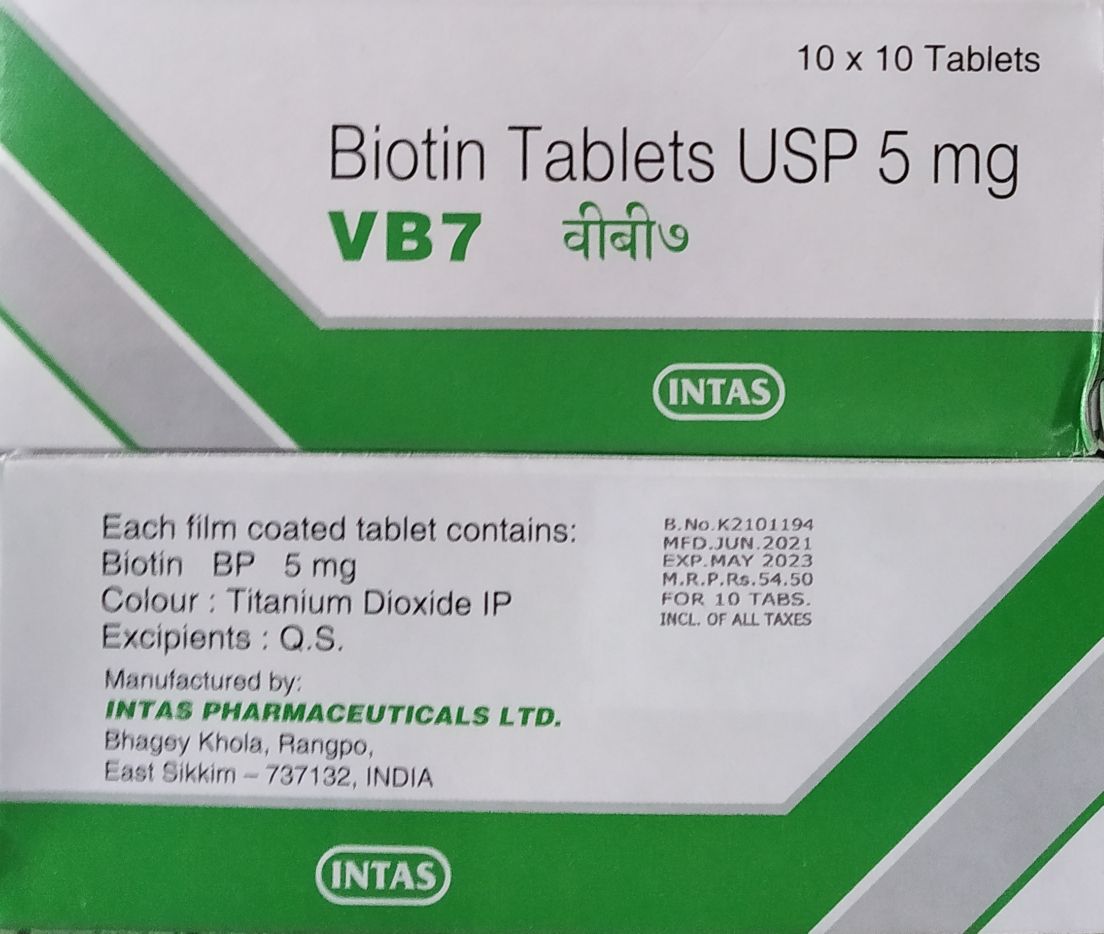 10 x 10 Tablets
Biotin Tablets USP 5 mg
VB7 वीबी७
INTAS
Each film coated tablet contains:
Biotin BP 5 mg
Colour : Titanium Dioxide IP
Excipients : Q.S.
Manufactured by:
INTAS PHARMACEUTICALS LTD.
Bhagey Khola, Rangpo,
East Sikkim – 737132, INDIA
B.No.K2101194
MFD.JUN.2021
EXP.MAY 2023
M.R.P.Rs.54.50
FOR 10 TABS.
INCL. OF ALL TAXES
INTAS